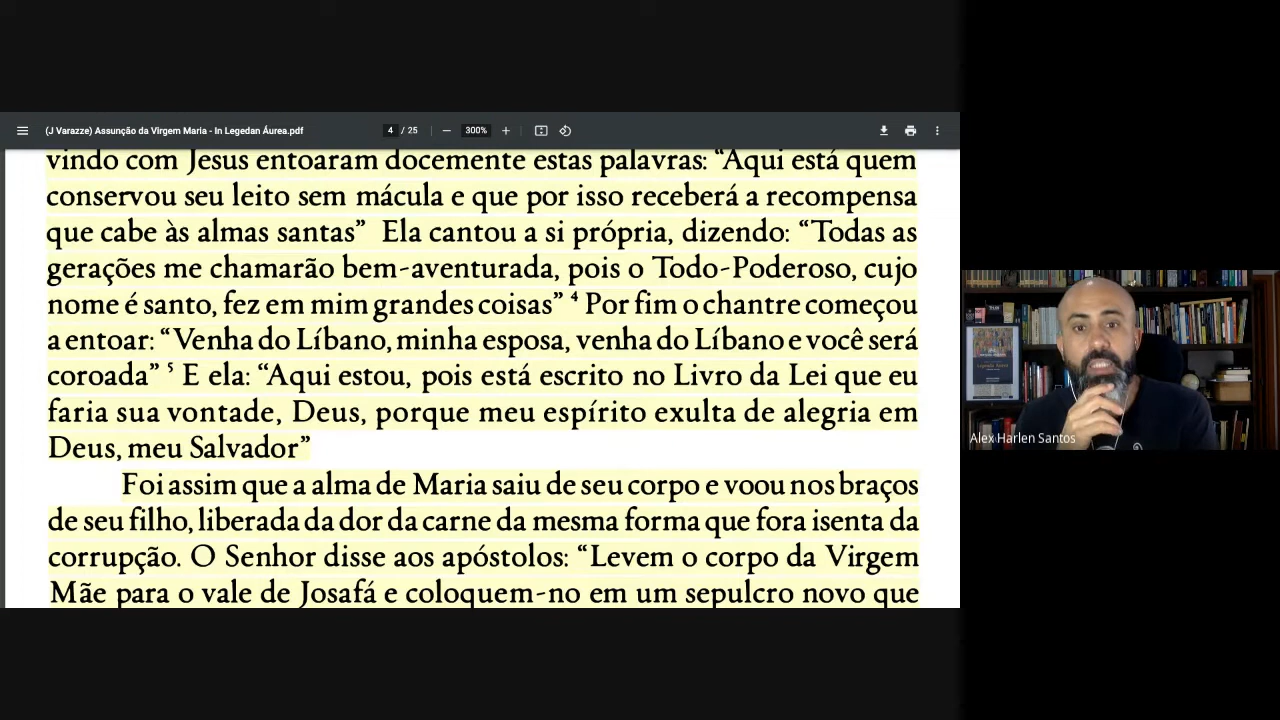 (J Varazze) Assunção da Virgem Maria - In Legedan Áurea.pdf
4 / 25
300%
vindo com Jesus entoaram docemente estas palavras: “Aqui está quem
conservou seu leito sem mácula e que por isso receberá a recompensa
que cabe às almas santas” Ela cantou a si própria, dizendo: “Todas as
gerações me chamarão bem-aventurada, pois o Todo-Poderoso, cujo
nome é santo, fez em mim grandes coisas” ⁴ Por fim o chantre começou
a entoar: “Venha do Líbano, minha esposa, venha do Líbano e você será
coroada” ⁵ E ela: “Aqui estou, pois está escrito no Livro da Lei que eu
faria sua vontade, Deus, porque meu espírito exulta de alegria em
Deus, meu Salvador”
Foi assim que a alma de Maria saiu de seu corpo e voou nos braços
de seu filho, liberada da dor da carne da mesma forma que fora isenta da
corrupção. O Senhor disse aos apóstolos: “Levem o corpo da Virgem
Mãe para o vale de Josafá e coloquem-no em um sepulcro novo que
Alex Harlen Santos